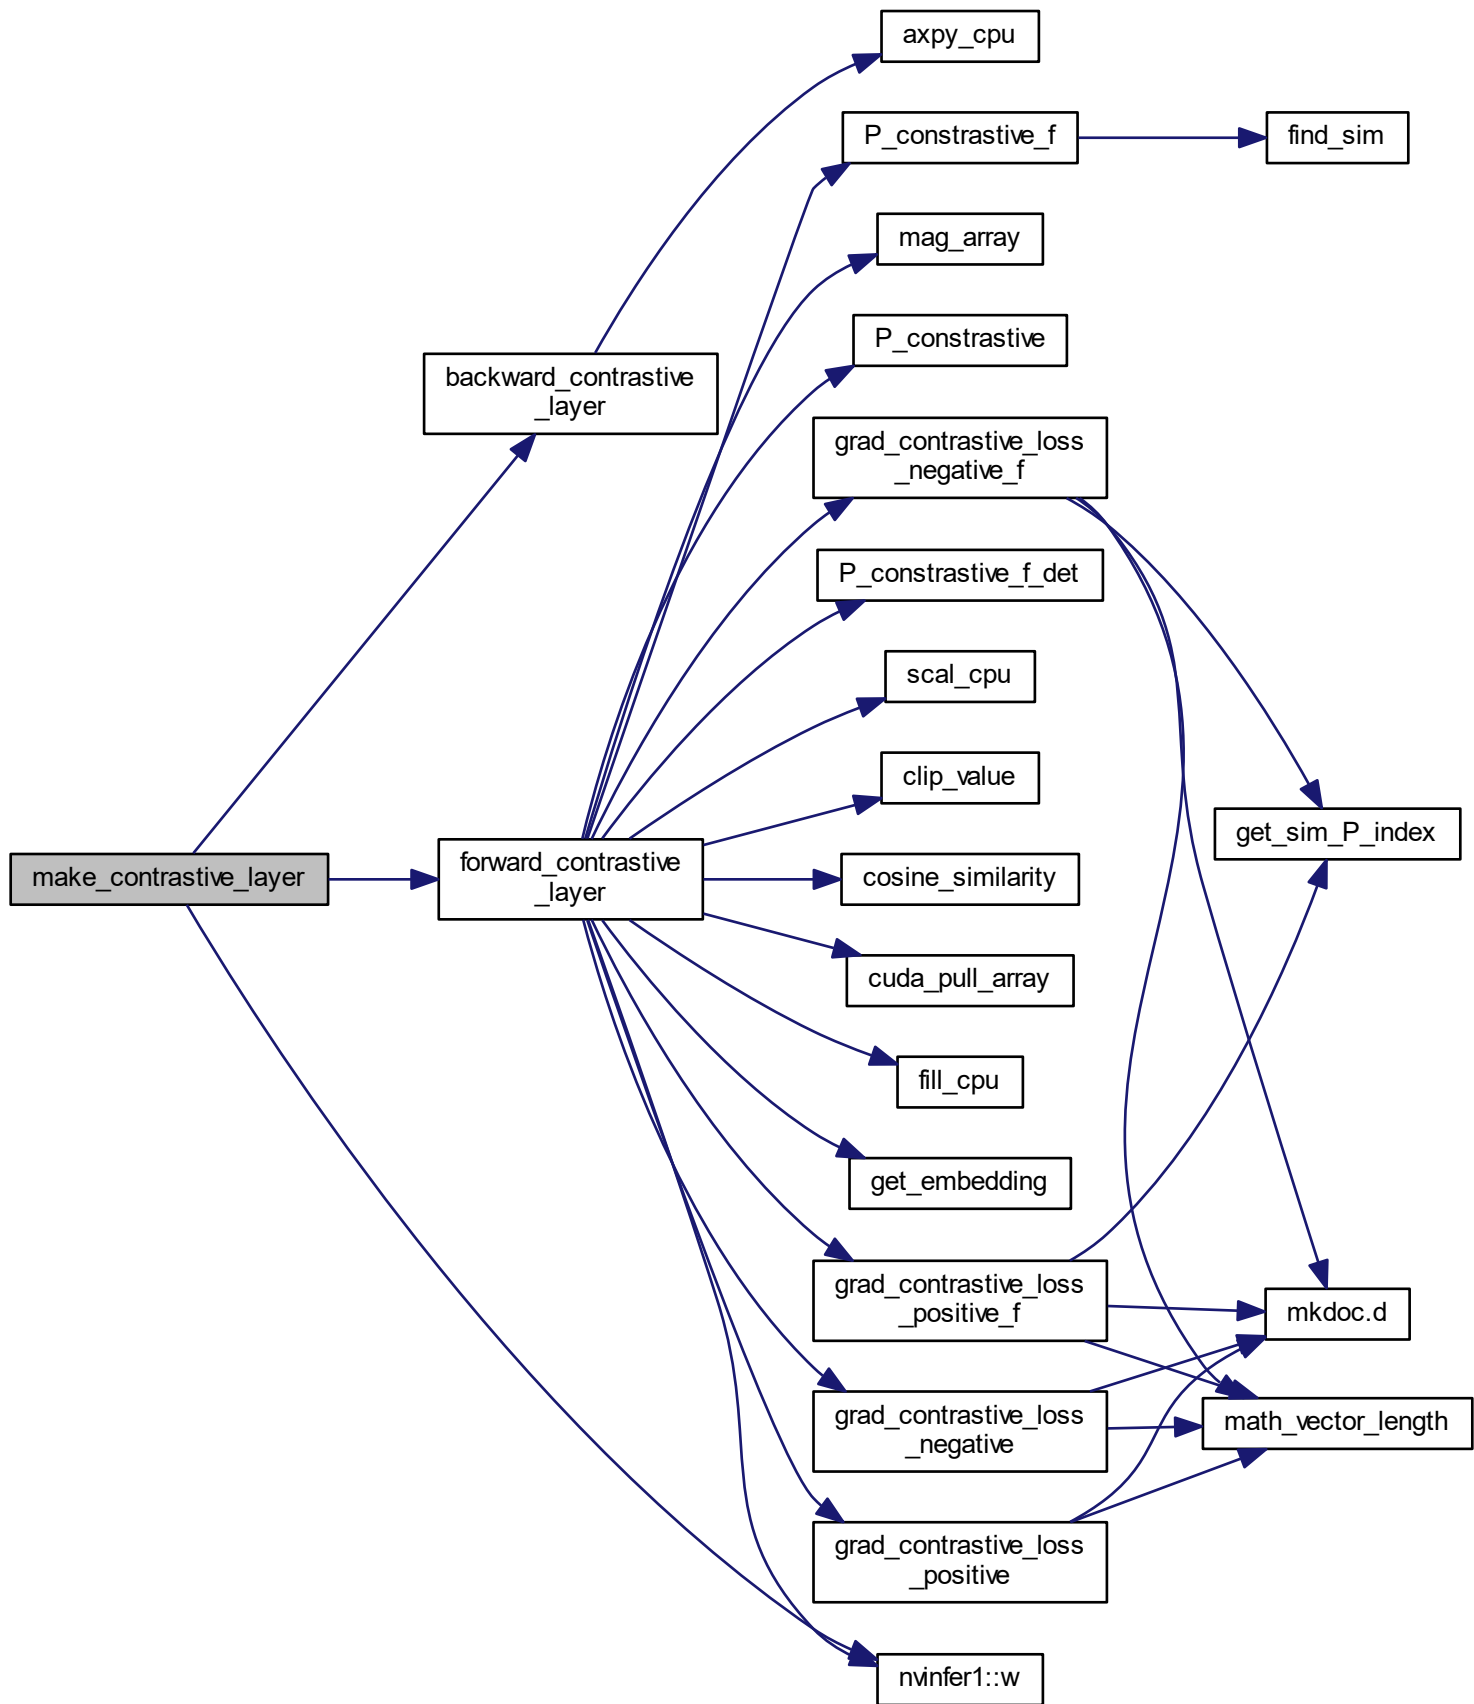 axpy_cpu
P_constrastive_f
find_sim
mag_array
P_constrastive
backward_contrastive
_layer
grad_contrastive_loss
_negative_f
P_constrastive_f_det
scal_cpu
clip_value
get_sim_P_index
make_contrastive_layer
forward_contrastive
_layer
cosine_similarity
cuda_pull_array
fill_cpu
get_embedding
grad_contrastive_loss
_positive_f
mkdoc.d
grad_contrastive_loss
_negative
math_vector_length
grad_contrastive_loss
_positive
nvinfer1::w